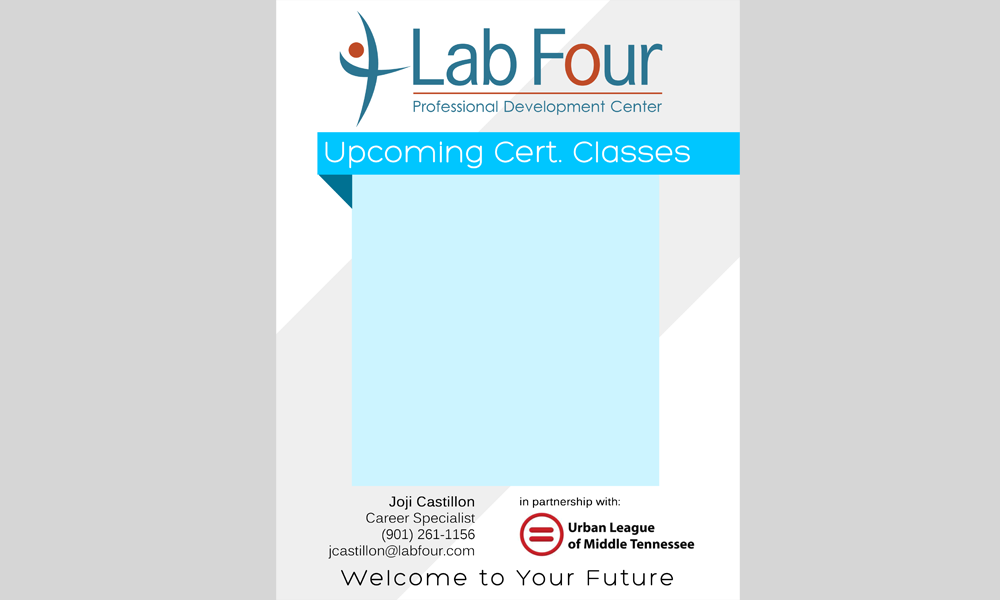 Lab Four
Professional Development Center
Upcoming Cert. Classes
Joji Castillon
Career Specialist
(901) 261-1156
jcastillon@labfour.com
in partnership with:
Urban League
of Middle Tennessee
Welcome to Your Future